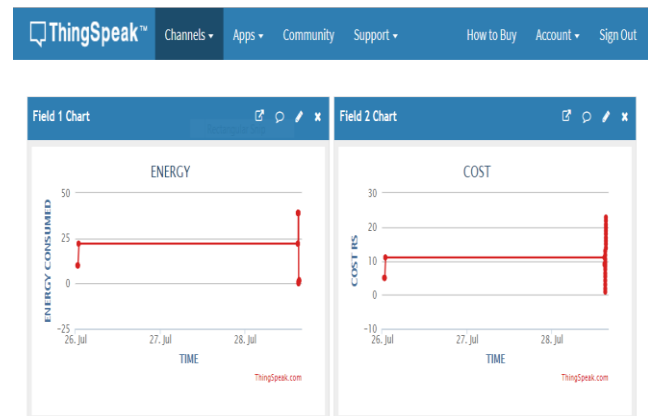 ThingSpeak™ Channels Apps Community Support How to Buy Account Sign Out
Field 1 Chart
ENERGY
ENERGY CONSUMED
50
25
0
-25
26. Jul 27. Jul 28. Jul
TIME
ThingSpeak.com
Field 2 Chart
COST
COST RS
30
20
10
0
-10
26. Jul 27. Jul 28. Jul
TIME
ThingSpeak.com